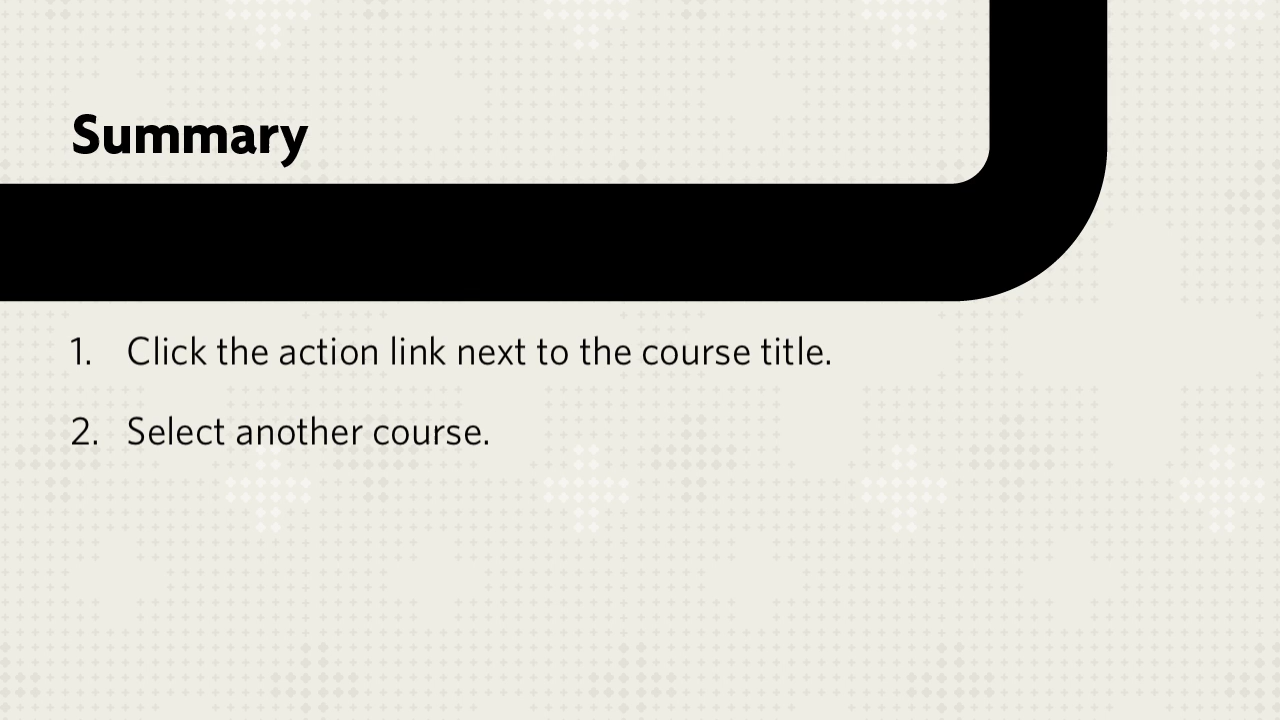 Summary
1. Click the action link next to the course title.
2. Select another course.